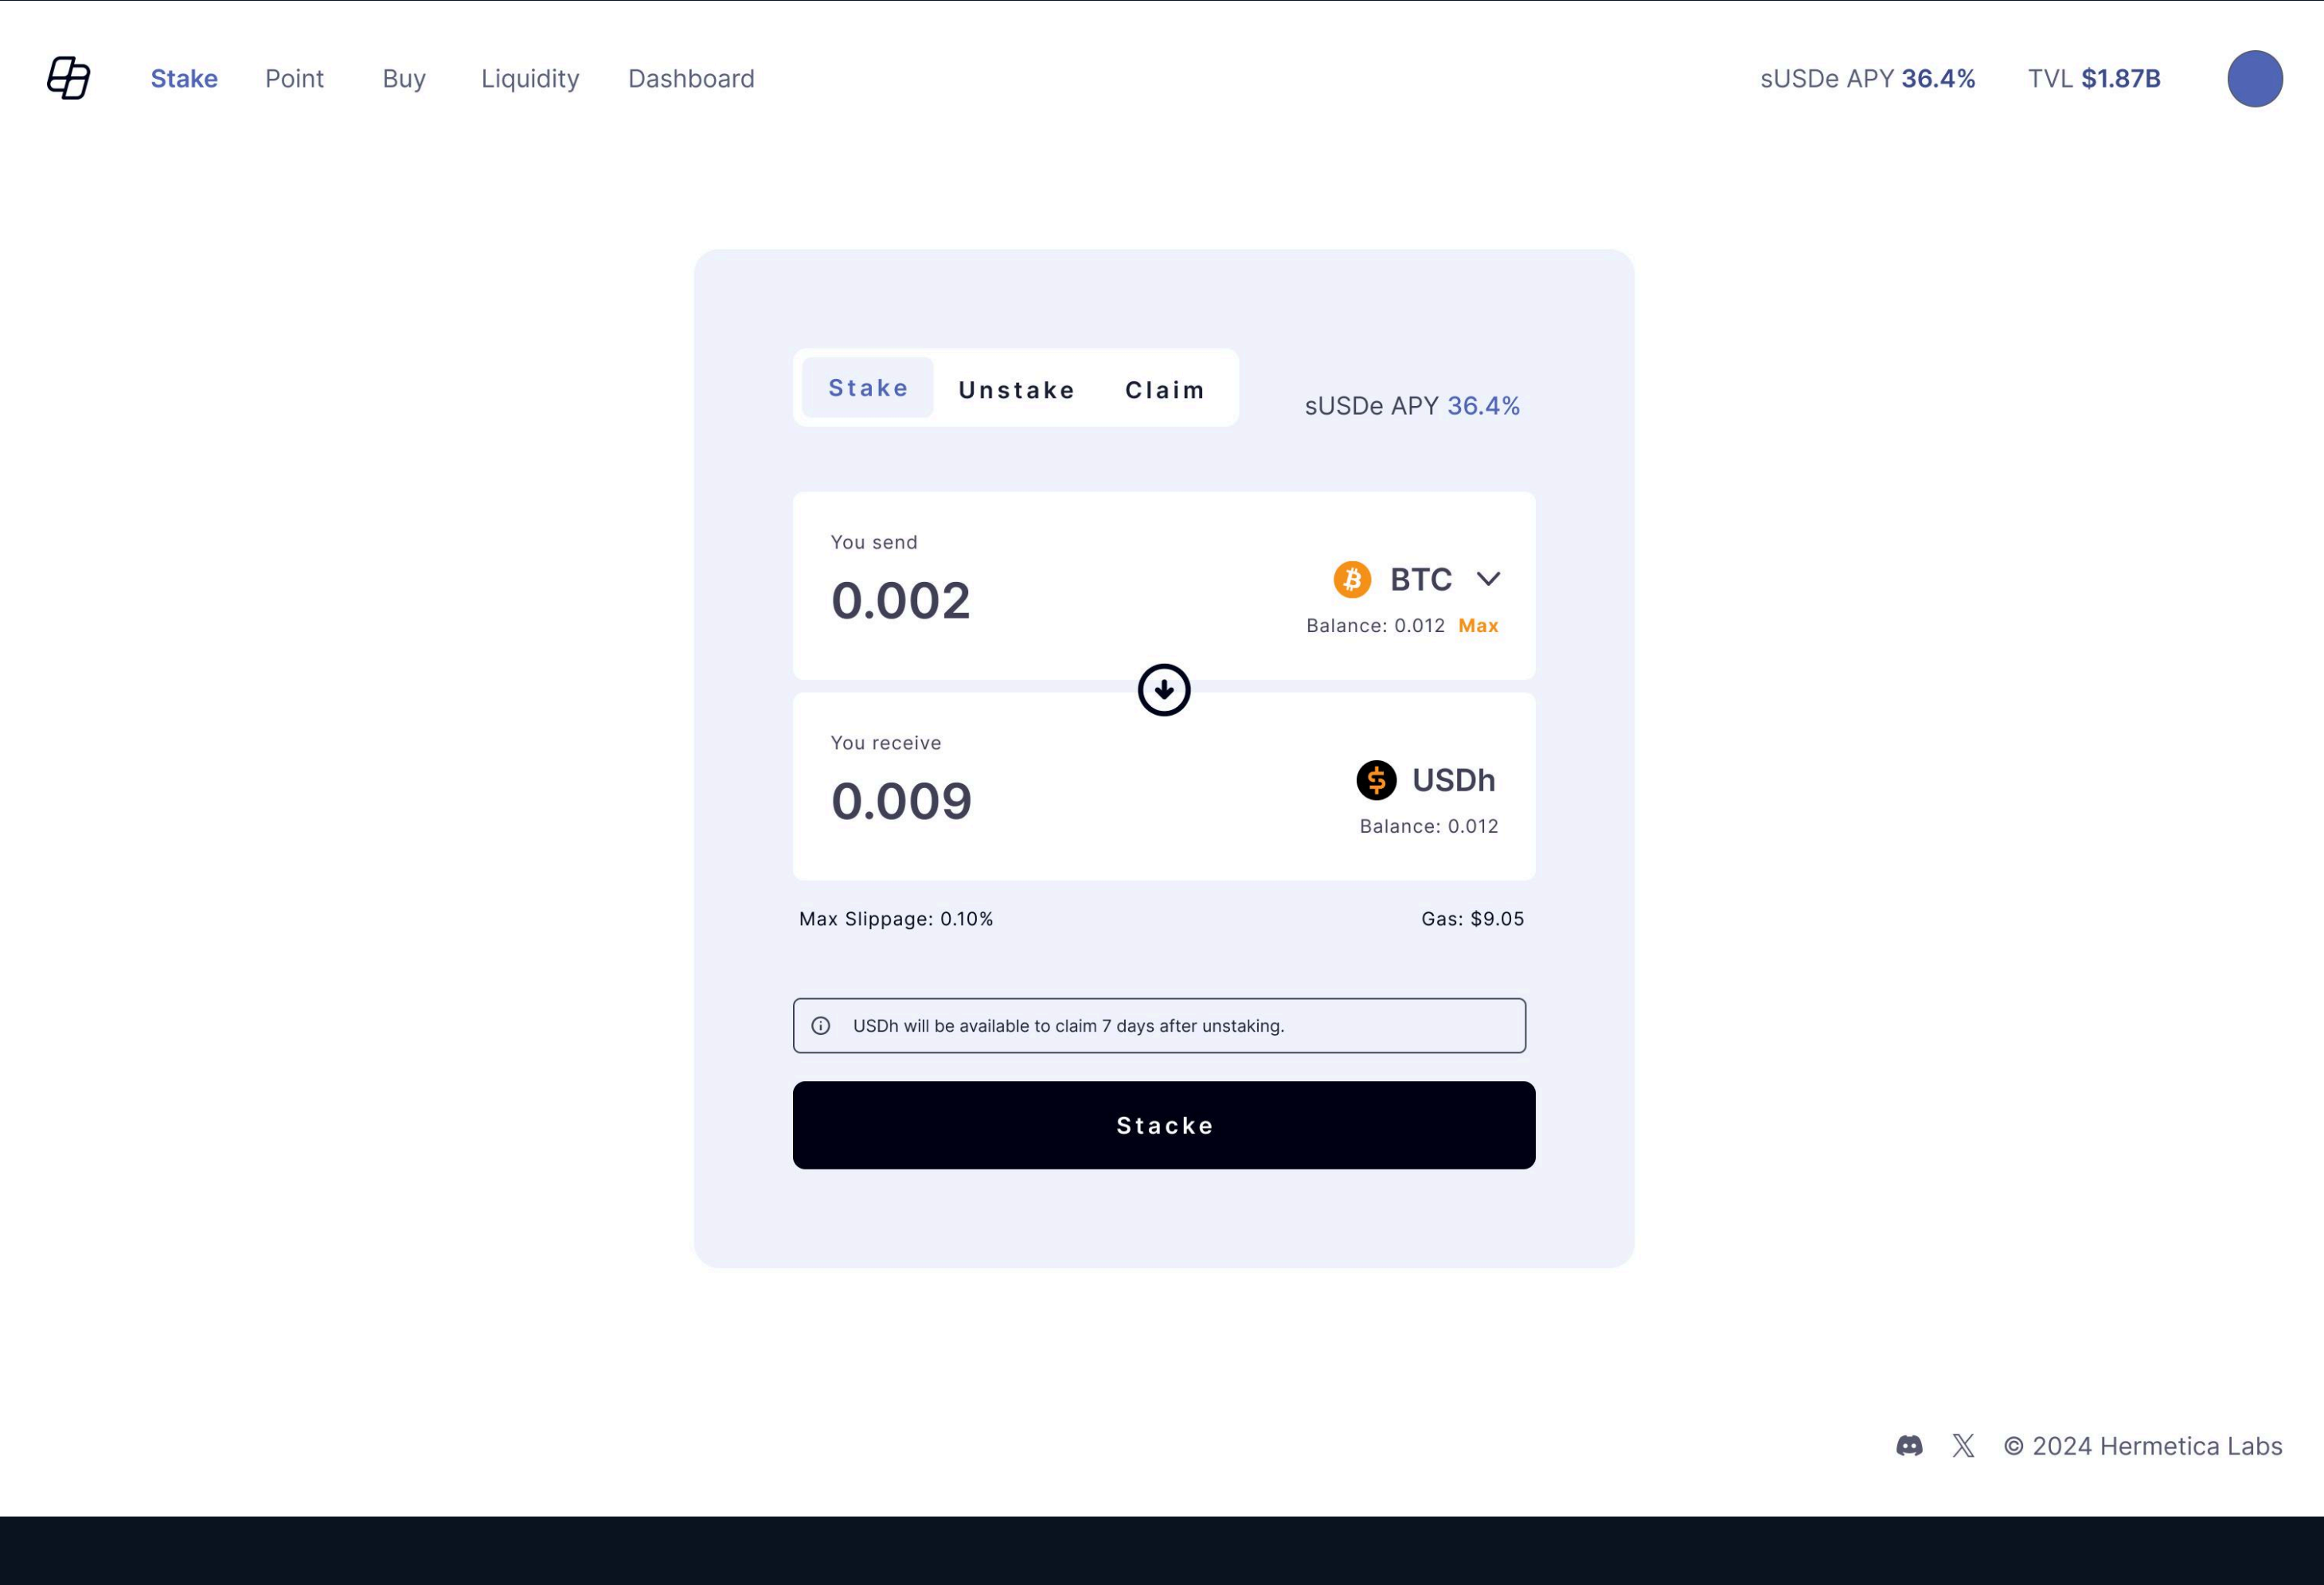 Stake Point Buy Liquidity Dashboard sUSDe APY 36.4% TVL $1.87B
Stake Unstake Claim
sUSDe APY 36.4%
You send
0.002
BTC
Balance: 0.012 Max
You receive
0.009
USDh
Balance: 0.012
Max Slippage: 0.10% Gas: $9.05
USDh will be available to claim 7 days after unstaking.
Stacke
© 2024 Hermetica Labs